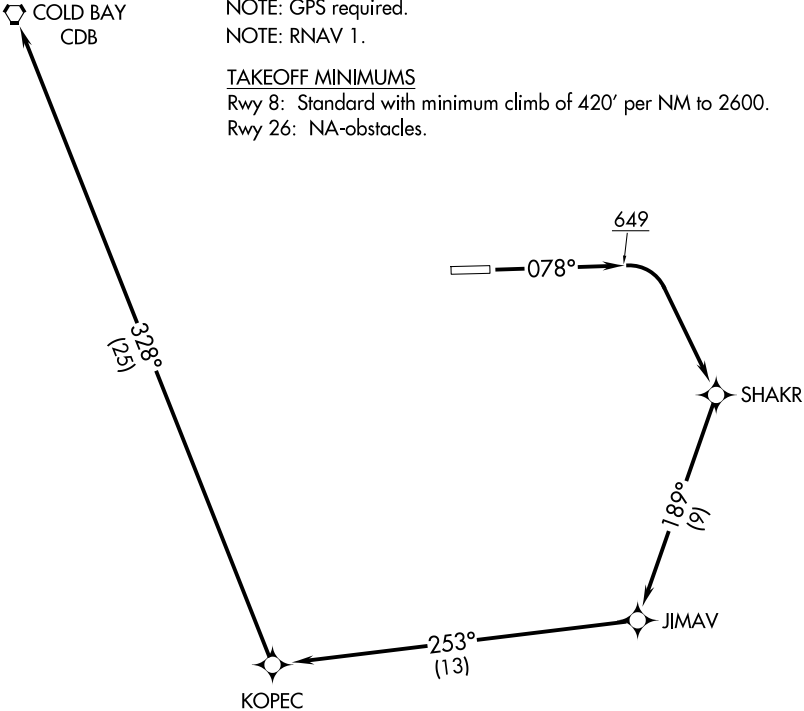 COLD BAY
CDB
NOTE: GPS required.
NOTE: RNAV 1.
TAKEOFF MINIMUMS
Rwy 8: Standard with minimum climb of 420' per NM to 2600.
Rwy 26: NA-obstacles.
649
078°
328°
(25)
SHAKR
189°
(9)
JIMAV
253°
(13)
KOPEC